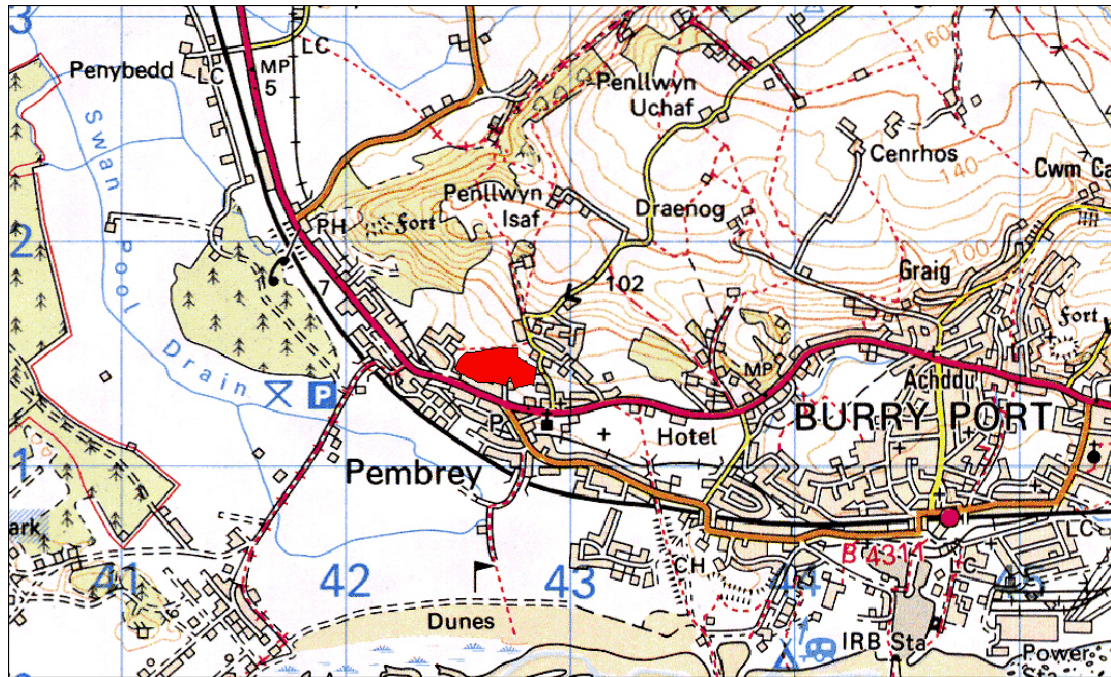 3
LC
160
Penybedd
LC
MP
5
Penllwyn
Uchaf
Swan
Pool
Drain
Cenrhos
140
Cwm Ca
Penllwyn
Isaf
Draenog
PH
Fort
2
100
Graig
102
7
Fort
MP
Achddu
P
BURRY PORT
P
Hotel
1
Pembrey
ark
LC
B 4311
41
42
43
CH
44
LC
45
Dunes
IRB Sta
Power
Sta